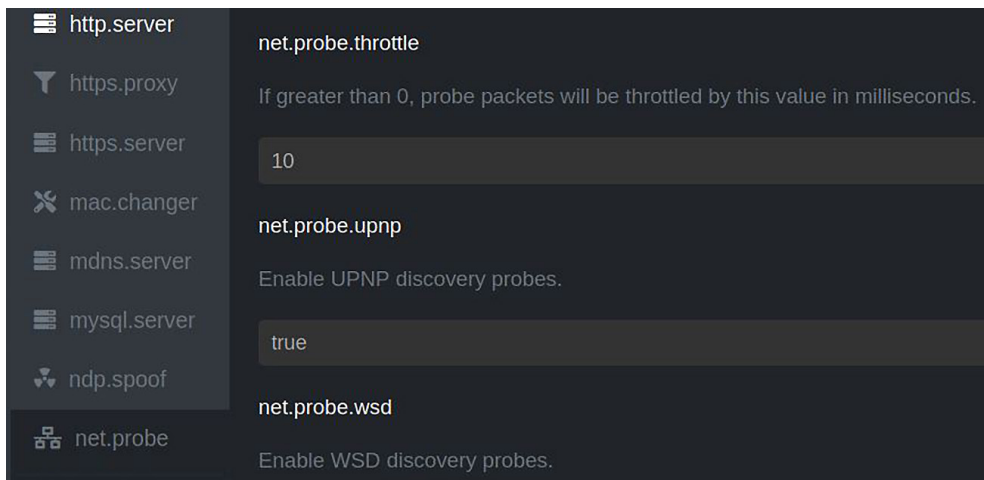 http.server
https.proxy
https.server
mac.changer
mdns.server
mysql.server
ndp.spoof
net.probe
net.probe.throttle
If greater than 0, probe packets will be throttled by this value in milliseconds.
10
net.probe.upnp
Enable UPNP discovery probes.
true
net.probe.wsd
Enable WSD discovery probes.